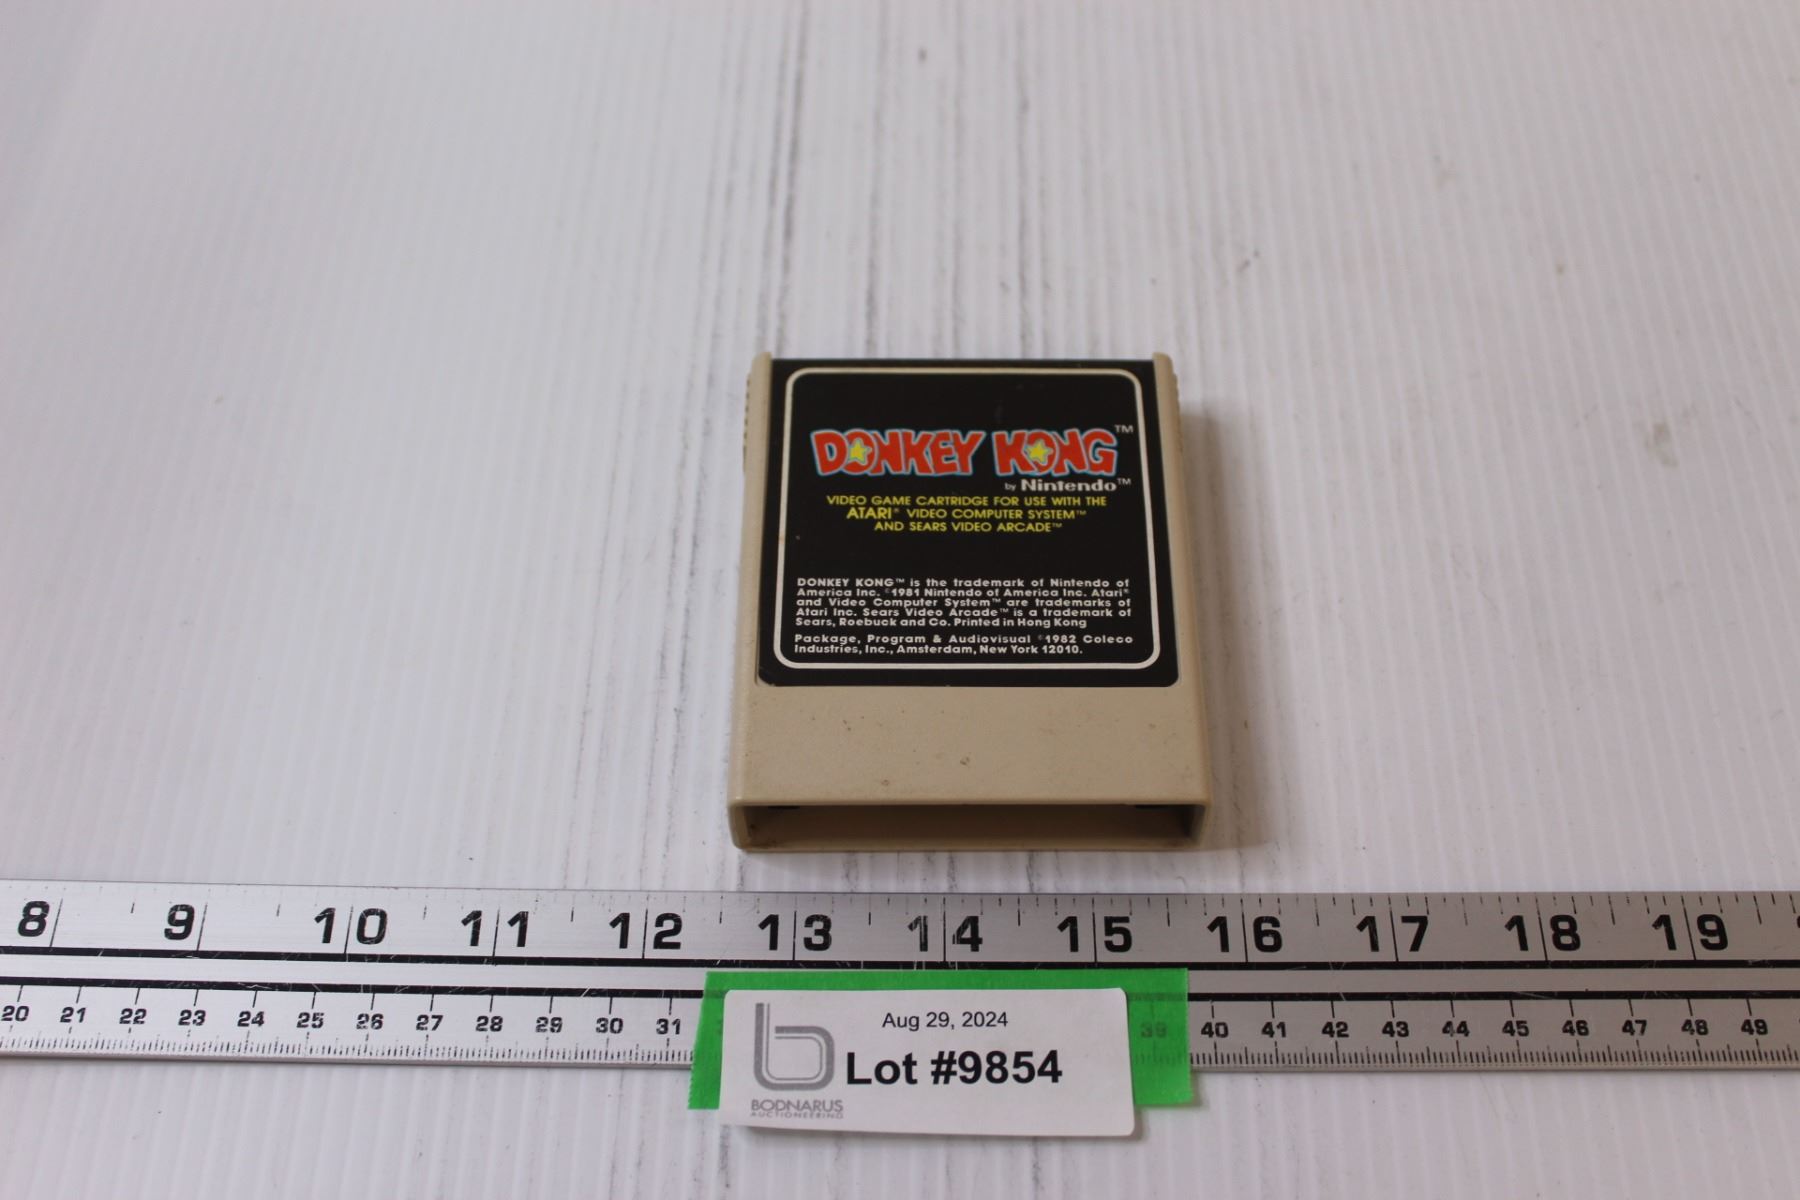 DONKEY KONG™
by Nintendo™
VIDEO GAME CARTRIDGE FOR USE WITH THE
ATARI® VIDEO COMPUTER SYSTEM™
AND SEARS VIDEO ARCADE™
DONKEY KONG™ is the trademark of Nintendo of
America Inc. ©1981 Nintendo of America Inc. Atari®
and Video Computer System™ are trademarks of
Atari Inc. Sears Video Arcade™ is a trademark of
Sears, Roebuck and Co. Printed in Hong Kong
Package, Program & Audiovisual ©1982 Coleco
Industries, Inc., Amsterdam, New York 12010.
8 9 10 11 12 13 14 15 16 17 18 19
20 21 22 23 24 25 26 27 28 29 30 31 39 40 41 42 43 44 45 46 47 48 49
Aug 29, 2024
Lot #9854
BODNARUS
AUCTIONEERING